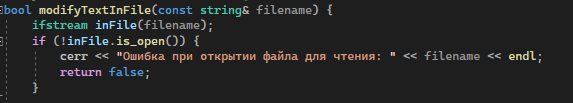 bool modifyTextInFile(const string& filename) {
    ifstream inFile(filename);
    if (!inFile.is_open()) {
        cerr << "Ошибка при открытии файла для чтения: " << filename << endl;
        return false;
    }